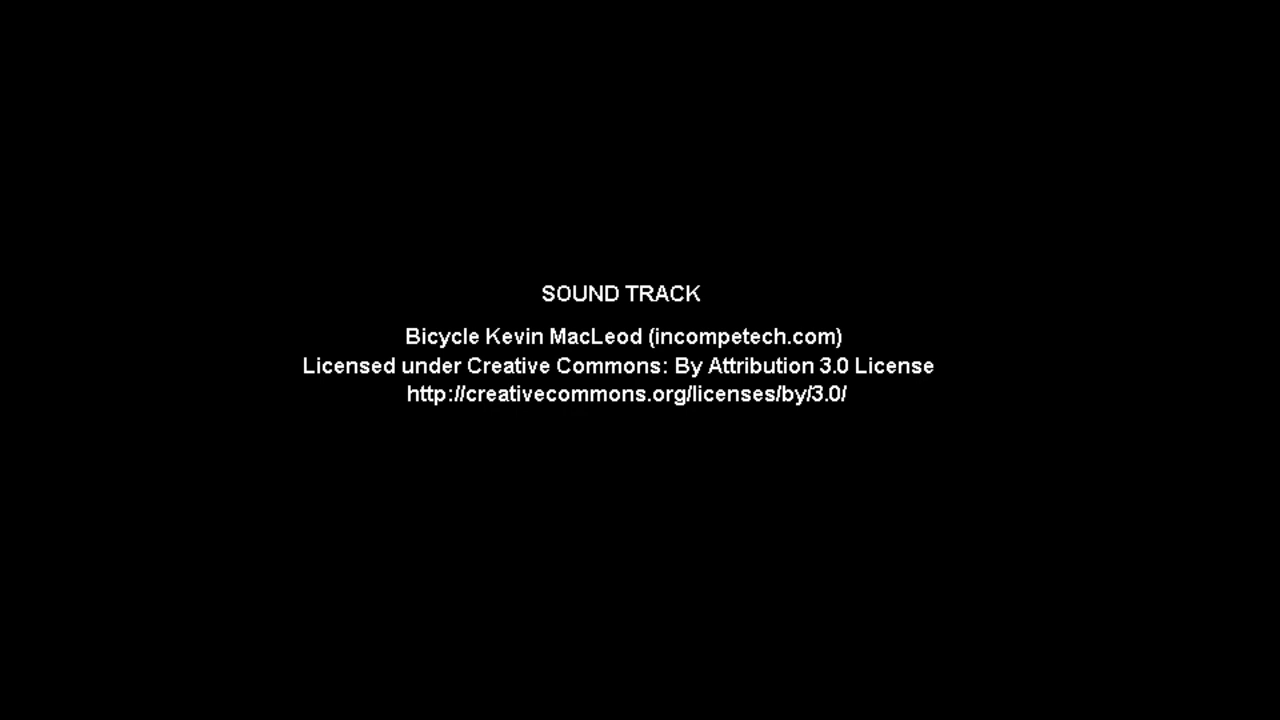 SOUND TRACK
Bicycle Kevin MacLeod (incompetech.com)
Licensed under Creative Commons: By Attribution 3.0 License
http://creativecommons.org/licenses/by/3.0/